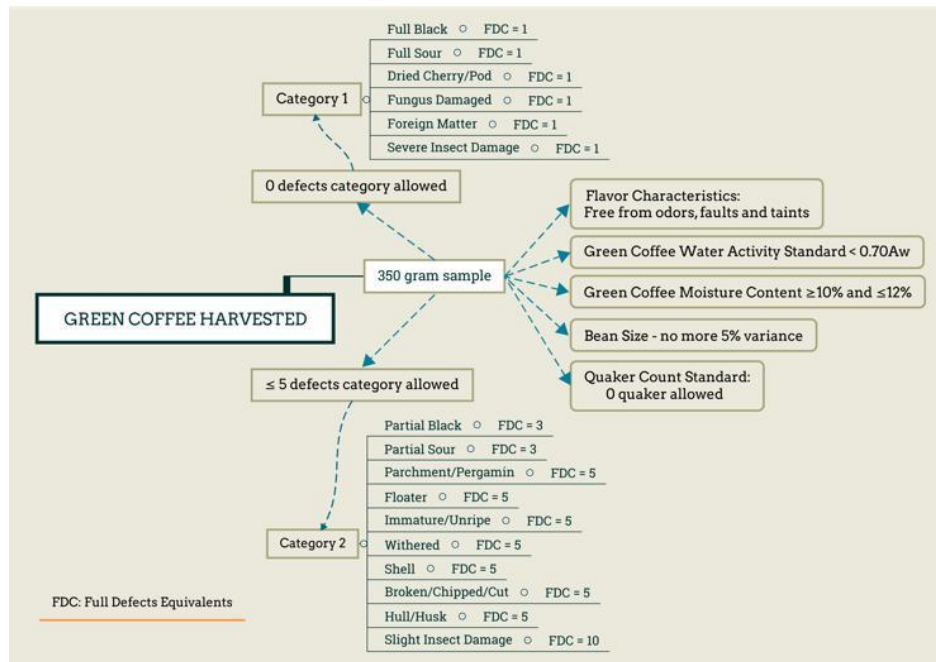 Full Black FDC = 1
Full Sour FDC = 1
Dried Cherry/Pod FDC = 1
Category 1
Fungus Damaged FDC = 1
Foreign Matter FDC = 1
Severe Insect Damage FDC = 1
0 defects category allowed
Flavor Characteristics:
Free from odors, faults and taints
Green Coffee Water Activity Standard < 0.70Aw
350 gram sample
Green Coffee Moisture Content ≥10% and ≤12%
GREEN COFFEE HARVESTED
Bean Size - no more 5% variance
≤ 5 defects category allowed
Quaker Count Standard:
0 quaker allowed
Partial Black FDC = 3
Partial Sour FDC = 3
Parchment/Pergamin FDC = 5
Floater FDC = 5
Immature/Unripe FDC = 5
Category 2
Withered FDC = 5
Shell FDC = 5
Broken/Chipped/Cut FDC = 5
Hull/Husk FDC = 5
Slight Insect Damage FDC = 10
FDC: Full Defects Equivalents